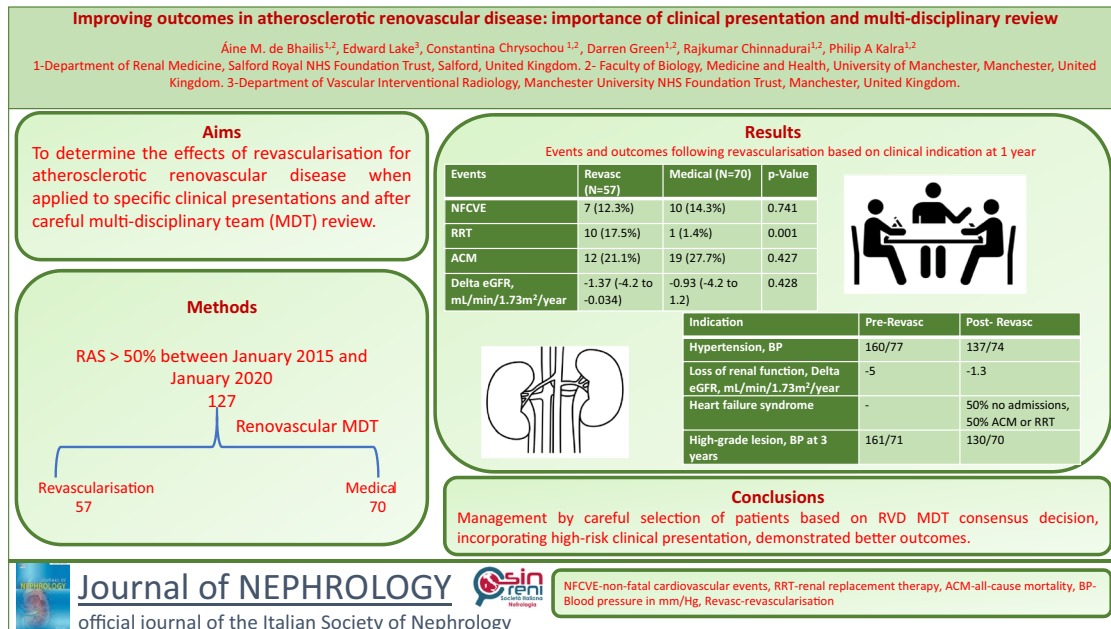 Improving outcomes in atherosclerotic renovascular disease: importance of clinical presentation and multi-disciplinary review
Áine M. de Bhailis1,2, Edward Lake3, Constantina Chrysochou 1,2, Darren Green1,2, Rajkumar Chinnadurai1,2, Philip A Kalra1,2
1-Department of Renal Medicine, Salford Royal NHS Foundation Trust, Salford, United Kingdom. 2- Faculty of Biology, Medicine and Health, University of Manchester, Manchester, United
Kingdom. 3-Department of Vascular Interventional Radiology, Manchester University NHS Foundation Trust, Manchester, United Kingdom.
Aims
To determine the effects of revascularisation for
atherosclerotic renovascular disease when
applied to specific clinical presentations and after
careful multi-disciplinary team (MDT) review.
Methods
RAS > 50% between January 2015 and
January 2020
127
Renovascular MDT
Revascularisation
57
Medical
70
Results
Events and outcomes following revascularisation based on clinical indication at 1 year
Events Revasc (N=57) Medical (N=70) p-Value
NFCVE 7 (12.3%) 10 (14.3%) 0.741
RRT 10 (17.5%) 1 (1.4%) 0.001
ACM 12 (21.1%) 19 (27.7%) 0.427
Delta eGFR, mL/min/1.73m²/year -1.37 (-4.2 to -0.034) -0.93 (-4.2 to 1.2) 0.428
Indication Pre-Revasc Post- Revasc
Hypertension, BP 160/77 137/74
Loss of renal function, Delta eGFR, mL/min/1.73m²/year -5 -1.3
Heart failure syndrome - 50% no admissions, 50% ACM or RRT
High-grade lesion, BP at 3 years 161/71 130/70
Conclusions
Management by careful selection of patients based on RVD MDT consensus decision,
incorporating high-risk clinical presentation, demonstrated better outcomes.
Journal of NEPHROLOGY
official journal of the Italian Society of Nephrology
sin
reni
Società Italiana
Nefrologia
NFCVE-non-fatal cardiovascular events, RRT-renal replacement therapy, ACM-all-cause mortality, BP-
Blood pressure in mm/Hg, Revasc-revascularisation